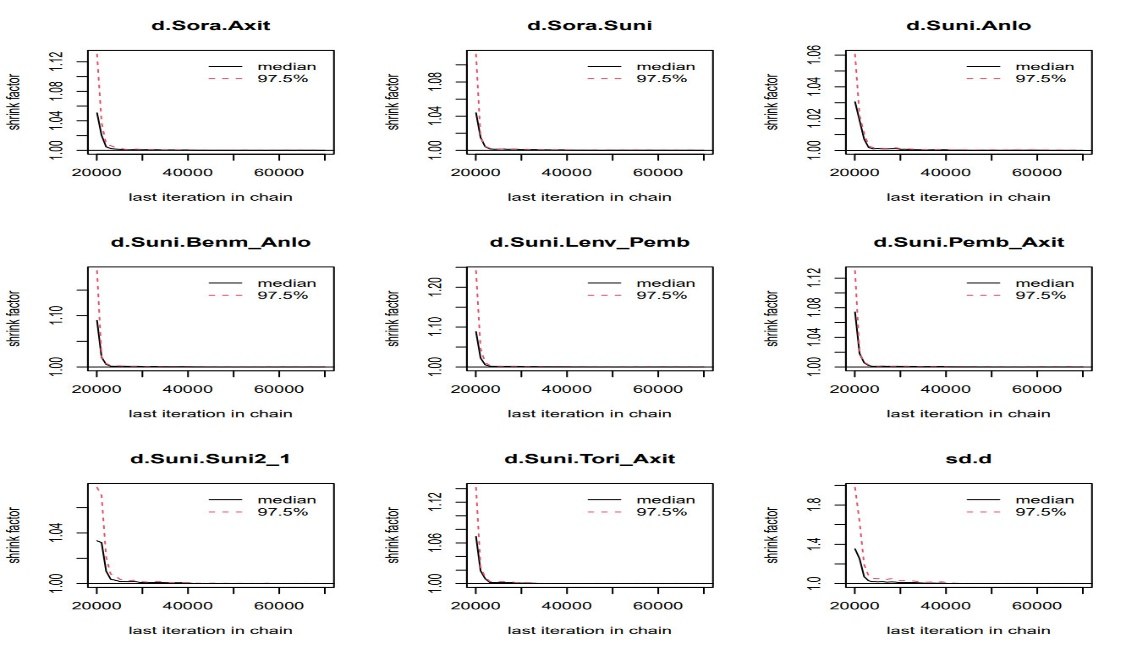 d.Sora.Axit
shrink factor
1.00 1.04 1.08 1.12
median
97.5%
20000 40000 60000
last iteration in chain
d.Sora.Suni
shrink factor
1.00 1.04 1.08
median
97.5%
20000 40000 60000
last iteration in chain
d.Suni.Anlo
shrink factor
1.00 1.02 1.04 1.06
median
97.5%
20000 40000 60000
last iteration in chain
d.Suni.Benm_Anlo
shrink factor
1.00 1.10
median
97.5%
20000 40000 60000
last iteration in chain
d.Suni.Lenv_Pemb
shrink factor
1.00 1.10 1.20
median
97.5%
20000 40000 60000
last iteration in chain
d.Suni.Pemb_Axit
shrink factor
1.00 1.04 1.08 1.12
median
97.5%
20000 40000 60000
last iteration in chain
d.Suni.Suni2_1
shrink factor
1.00 1.04
median
97.5%
20000 40000 60000
last iteration in chain
d.Suni.Tori_Axit
shrink factor
1.00 1.06 1.12
median
97.5%
20000 40000 60000
last iteration in chain
sd.d
shrink factor
1.0 1.4 1.8
median
97.5%
20000 40000 60000
last iteration in chain